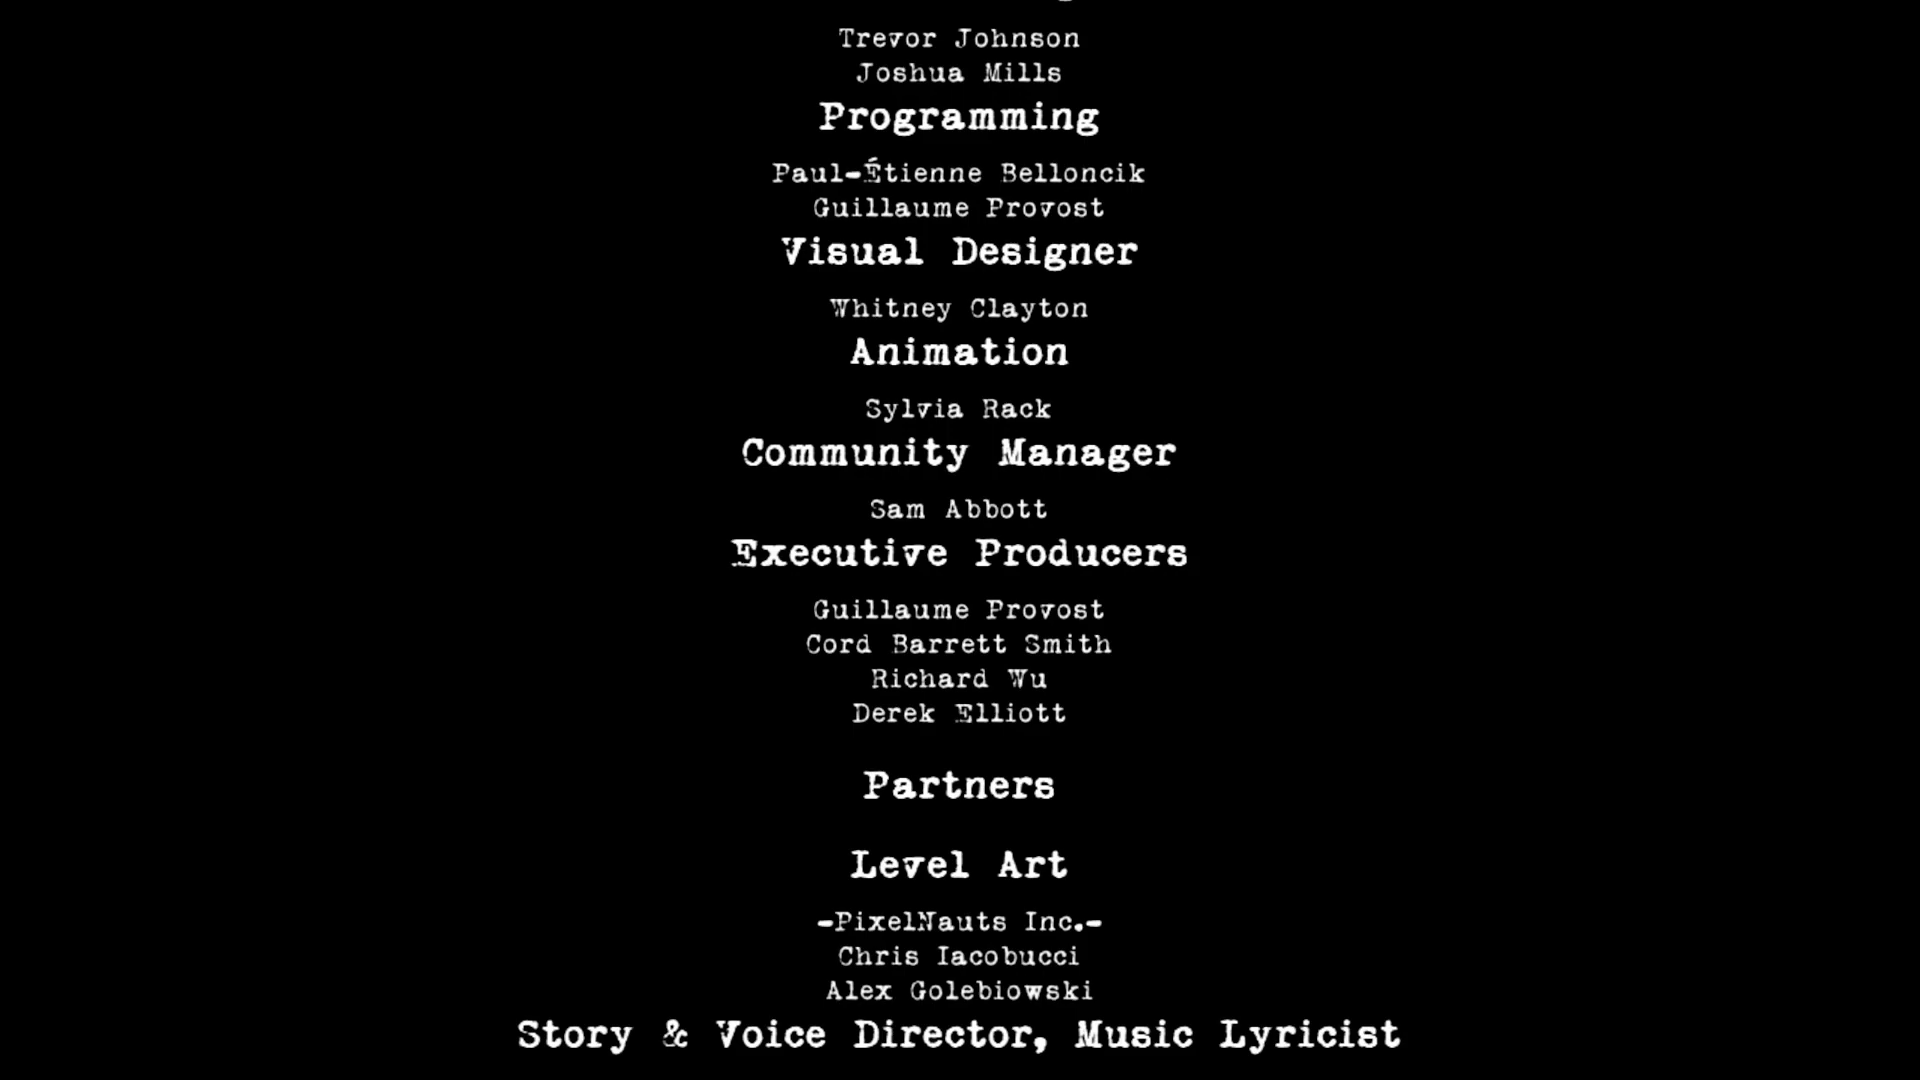 Trevor Johnson
Joshua Mills
Programming
Paul-Étienne Belloncik
Guillaume Provost
Visual Designer
Whitney Clayton
Animation
Sylvia Rack
Community Manager
Sam Abbott
Executive Producers
Guillaume Provost
Cord Barrett Smith
Richard Wu
Derek Elliott
Partners
Level Art
-PixelNauts Inc.-
Chris Iacobucci
Alex Golebiowski
Story & Voice Director, Music Lyricist